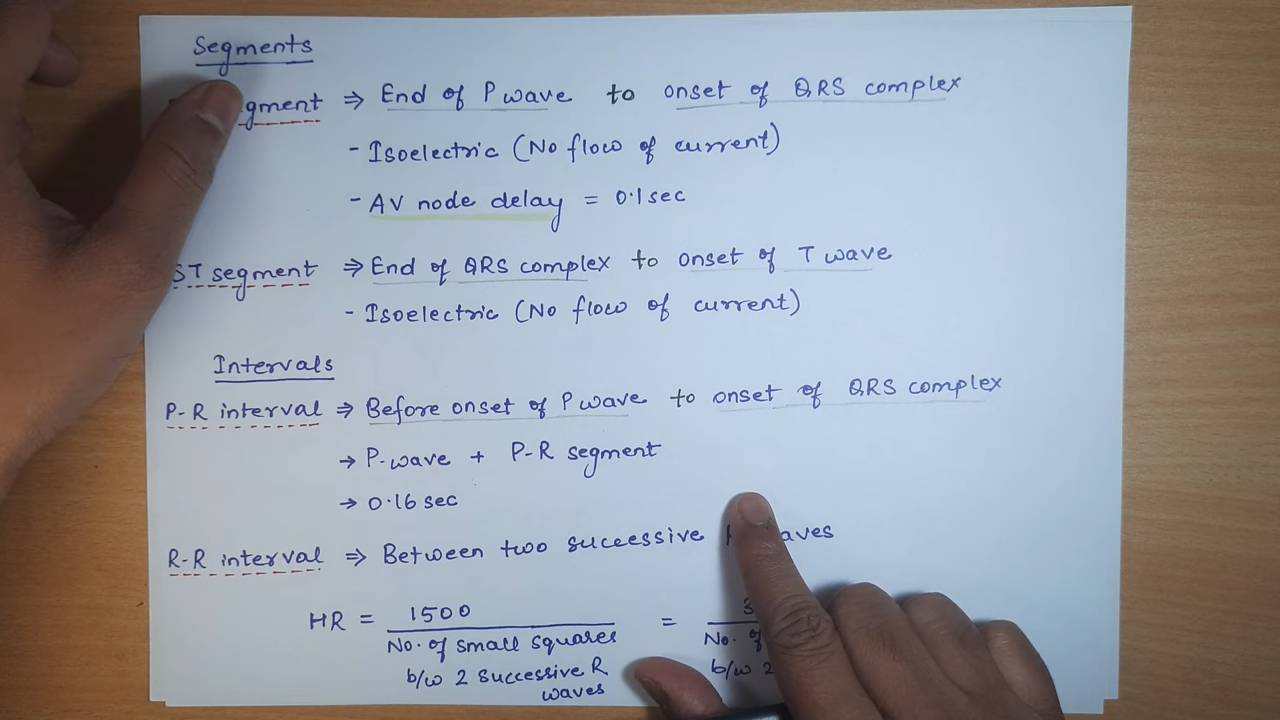 Segments
gment ⇒ End of P wave to onset of QRS complex
- Isoelectric (No flow of current)
- AV node delay = 0.1 sec
ST segment ⇒ End of QRS complex to onset of T wave
- Isoelectric (No flow of current)
Intervals
P-R interval ⇒ Before onset of P wave to onset of QRS complex
→ P-wave + P-R segment
→ 0.16 sec
R-R interval ⇒ Between two successive aves
HR = 1500 = 3
No. of small squares No. of
b/w 2 successive R b/w 2
waves